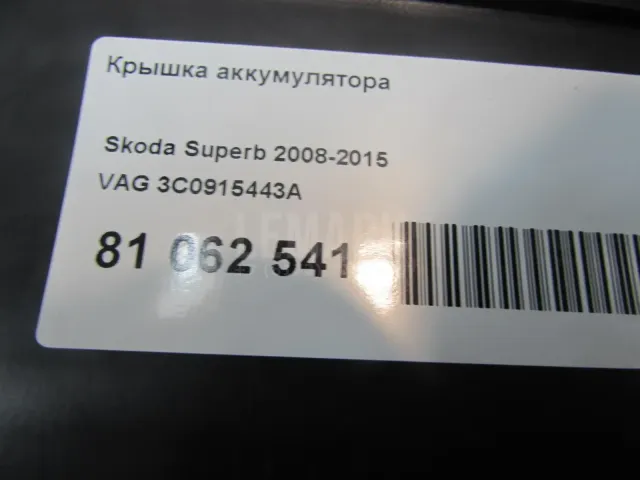 Крышка аккумулятора
Skoda Superb 2008-2015
VAG 3C0915443A
81 062 541